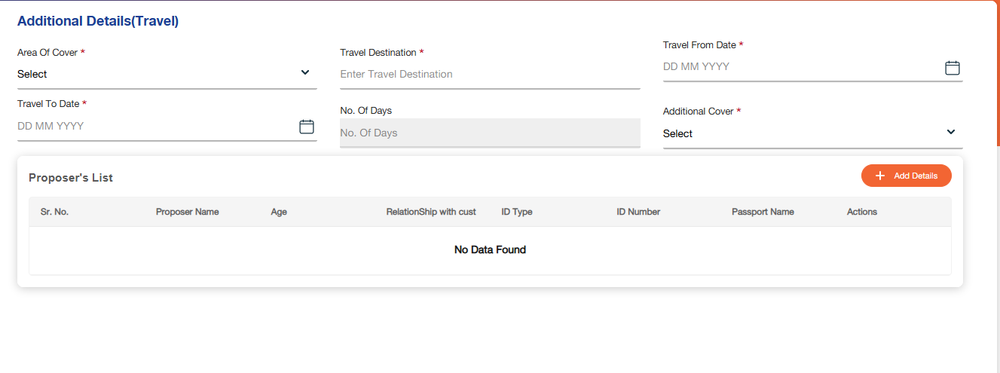 Additional Details(Travel)
Area Of Cover *
Select
Travel Destination *
Enter Travel Destination
Travel From Date *
DD MM YYYY
Travel To Date *
DD MM YYYY
No. Of Days
No. Of Days
Additional Cover *
Select
Proposer's List
+ Add Details
Sr. No. Proposer Name Age RelationShip with cust ID Type ID Number Passport Name Actions
No Data Found